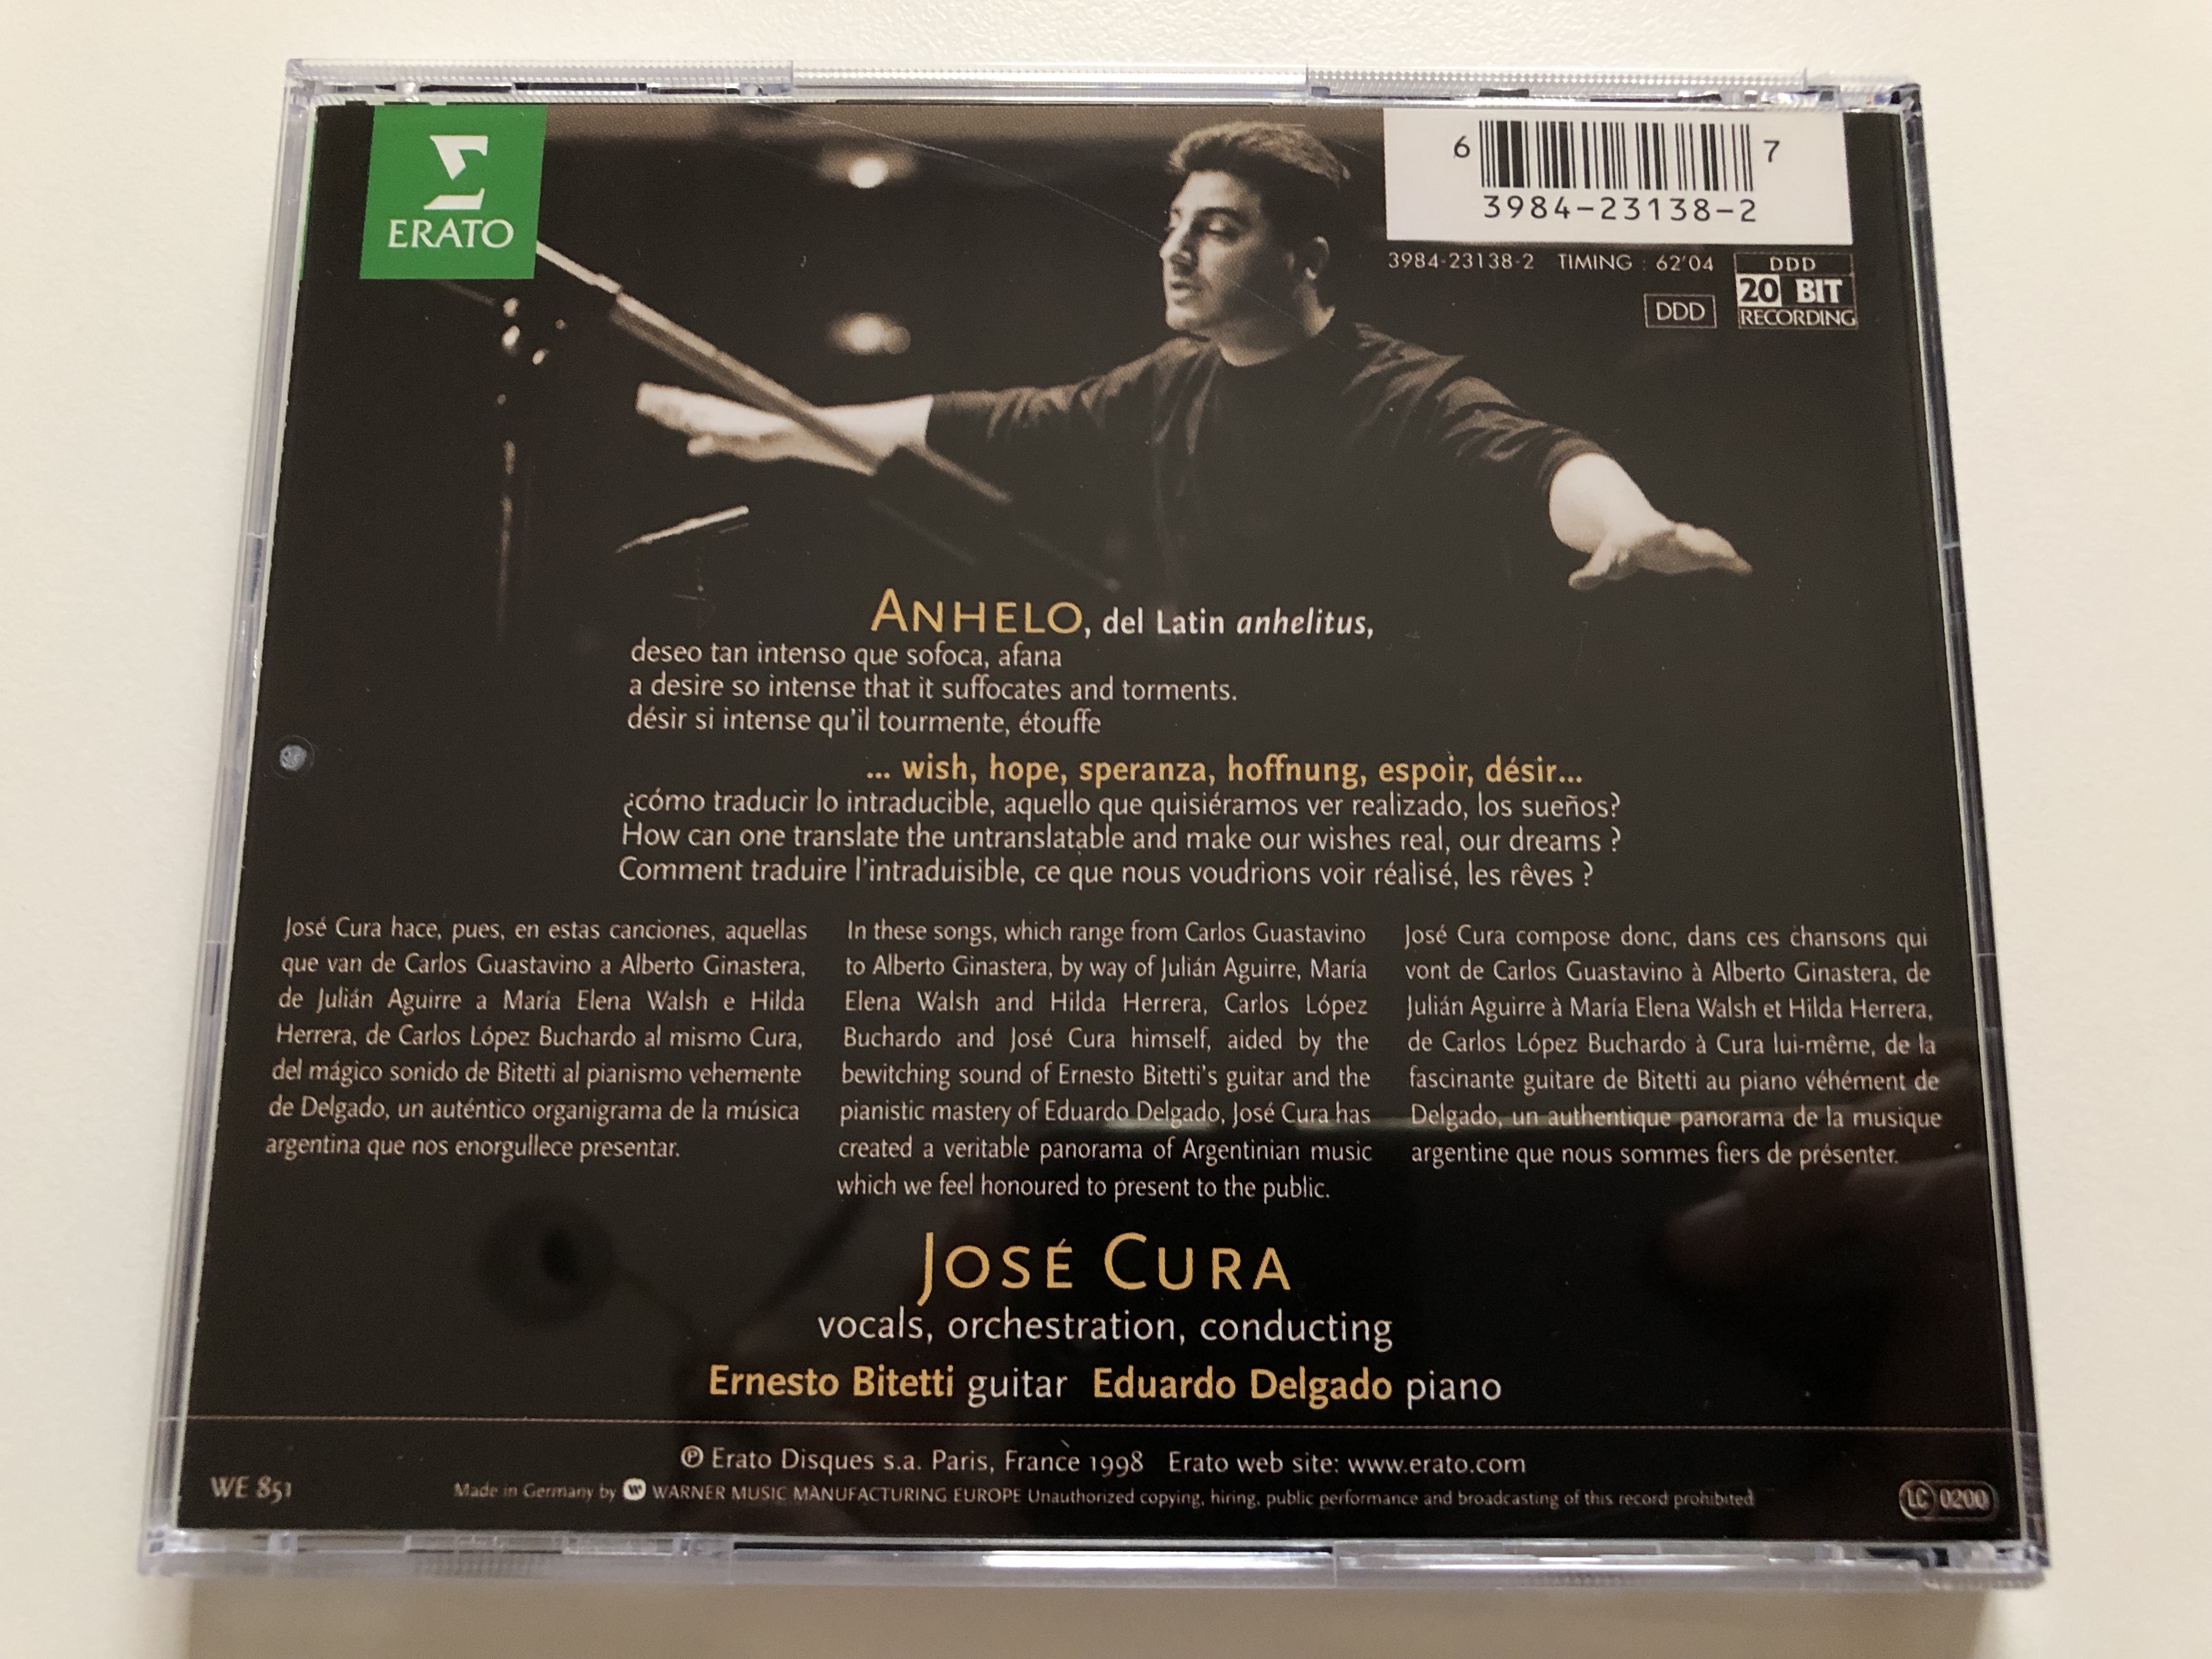 ERATO
6 7
3984-23138-2
3984-23138-2 TIMING : 62'04
DDD
20 BIT
RECORDING
DDD
ANHELO, del Latin anhelitus,
deseo tan intenso que sofoca, afana
a desire so intense that it suffocates and torments.
désir si intense qu'il tourmente, étouffe
... wish, hope, speranza, hoffnung, espoir, désir...
¿cómo traducir lo intraducible, aquello que quisiéramos ver realizado, los sueños?
How can one translate the untranslatable and make our wishes real, our dreams ?
Comment traduire l'intraduisible, ce que nous voudrions voir réalisé, les rêves ?
José Cura hace, pues, en estas canciones, aquellas
que van de Carlos Guastavino a Alberto Ginastera,
de Julián Aguirre a María Elena Walsh e Hilda
Herrera, de Carlos López Buchardo al mismo Cura,
del mágico sonido de Bitetti al pianismo vehemente
de Delgado, un auténtico organigrama de la música
argentina que nos enorgullece presentar.
In these songs, which range from Carlos Guastavino
to Alberto Ginastera, by way of Julián Aguirre, María
Elena Walsh and Hilda Herrera, Carlos López
Buchardo and José Cura himself, aided by the
bewitching sound of Ernesto Bitetti's guitar and the
pianistic mastery of Eduardo Delgado, José Cura has
created a veritable panorama of Argentinian music
which we feel honoured to present to the public.
José Cura compose donc, dans ces chansons qui
vont de Carlos Guastavino à Alberto Ginastera, de
Julián Aguirre à María Elena Walsh et Hilda Herrera,
de Carlos López Buchardo à Cura lui-même, de la
fascinante guitare de Bitetti au piano véhément de
Delgado, un authentique panorama de la musique
argentine que nous sommes fiers de présenter.
JOSÉ CURA
vocals, orchestration, conducting
Ernesto Bitetti guitar Eduardo Delgado piano
℗ Erato Disques s.a. Paris, France 1998 Erato web site: www.erato.com
WE 851
Made in Germany by WARNER MUSIC MANUFACTURING EUROPE Unauthorized copying, hiring, public performance and broadcasting of this record prohibited
LC 0200